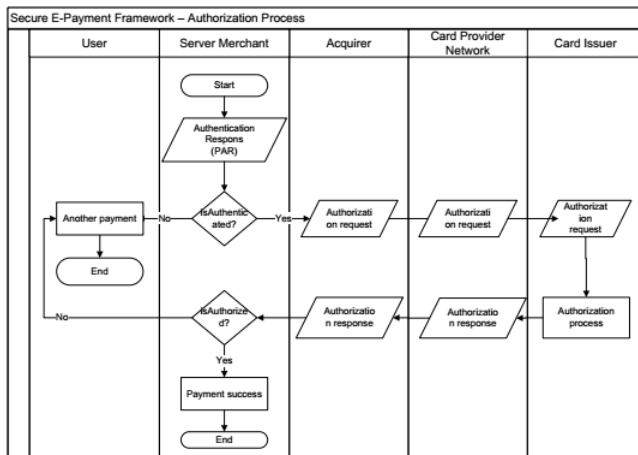 Secure E-Payment Framework – Authorization Process
User
Server Merchant
Acquirer
Card Provider
Network
Card Issuer
Start
Authentication
Respons
(PAR)
Another payment
No
IsAuthentic
ated?
Yes
Authorizati
on request
Authorizati
on request
Authorizat
ion
request
End
No
IsAuthorize
d?
Authorizatio
n response
Authorizatio
n response
Authorization
process
Yes
Payment success
End